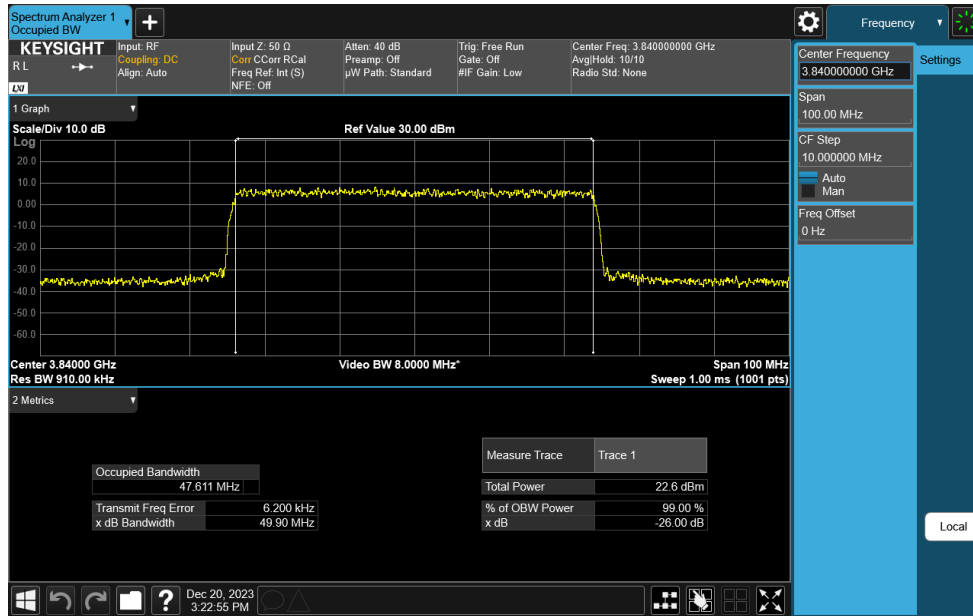 Spectrum Analyzer 1
Occupied BW
Frequency
KEYSIGHT
R L
LXI
Input: RF
Coupling: DC
Align: Auto
Input Z: 50 Ω
Corr CCorr RCal
Freq Ref: Int (S)
NFE: Off
Atten: 40 dB
Preamp: Off
µW Path: Standard
Trig: Free Run
Gate: Off
#IF Gain: Low
Center Freq: 3.840000000 GHz
Avg|Hold: 10/10
Radio Std: None
Center Frequency
3.840000000 GHz
Settings
Span
100.00 MHz
CF Step
10.000000 MHz
Auto
Man
Freq Offset
0 Hz
1 Graph
Scale/Div 10.0 dB
Ref Value 30.00 dBm
Log
20.0
10.0
0.00
-10.0
-20.0
-30.0
-40.0
-50.0
-60.0
Center 3.84000 GHz
Video BW 8.0000 MHz*
Span 100 MHz
Res BW 910.00 kHz
Sweep 1.00 ms (1001 pts)
2 Metrics
Occupied Bandwidth
47.611 MHz
Transmit Freq Error 6.200 kHz
x dB Bandwidth 49.90 MHz
Measure Trace Trace 1
Total Power 22.6 dBm
% of OBW Power 99.00 %
x dB -26.00 dB
Local
?
Dec 20, 2023
3:22:55 PM